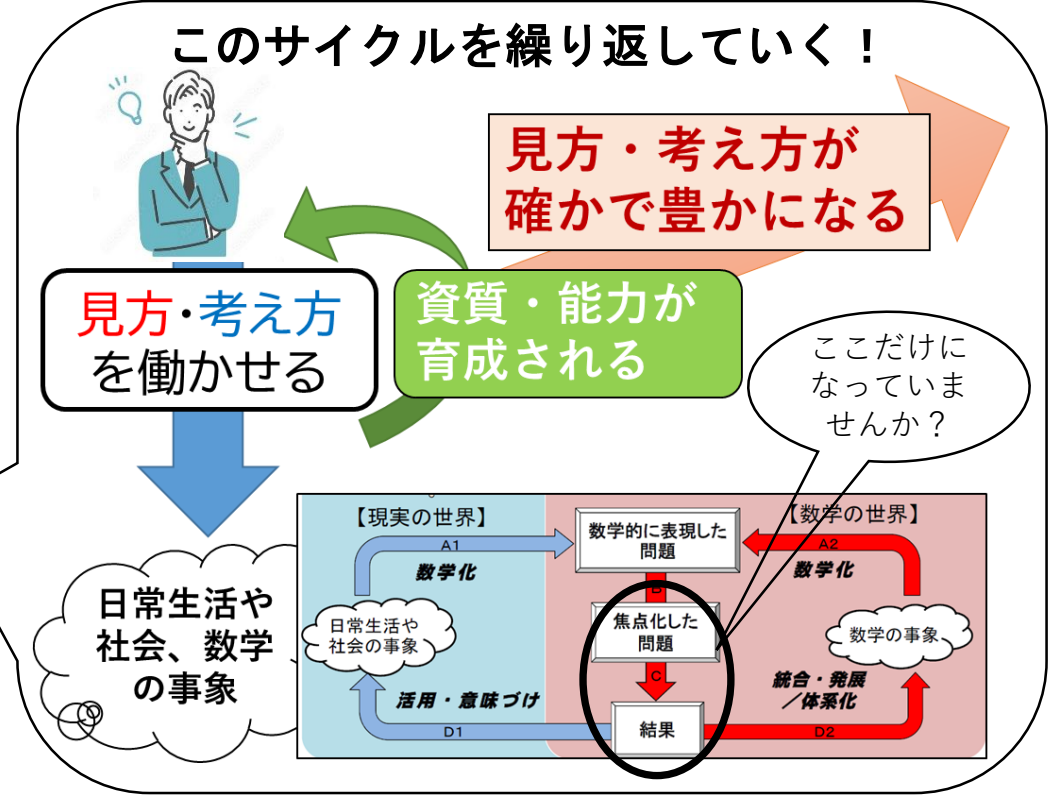 このサイクルを繰り返していく！
見方・考え方が
確かで豊かになる
見方・考え方
を働かせる
資質・能力が
育成される
ここだけに
なっていま
せんか？
日常生活や
社会、数学
の事象
【現実の世界】
【数学の世界】
A1
数学化
数学的に表現した
問題
A2
数学化
B
日常生活や
社会の事象
焦点化した
問題
数学の事象
C
活用・意味づけ
統合・発展
／体系化
D1
結果
D2